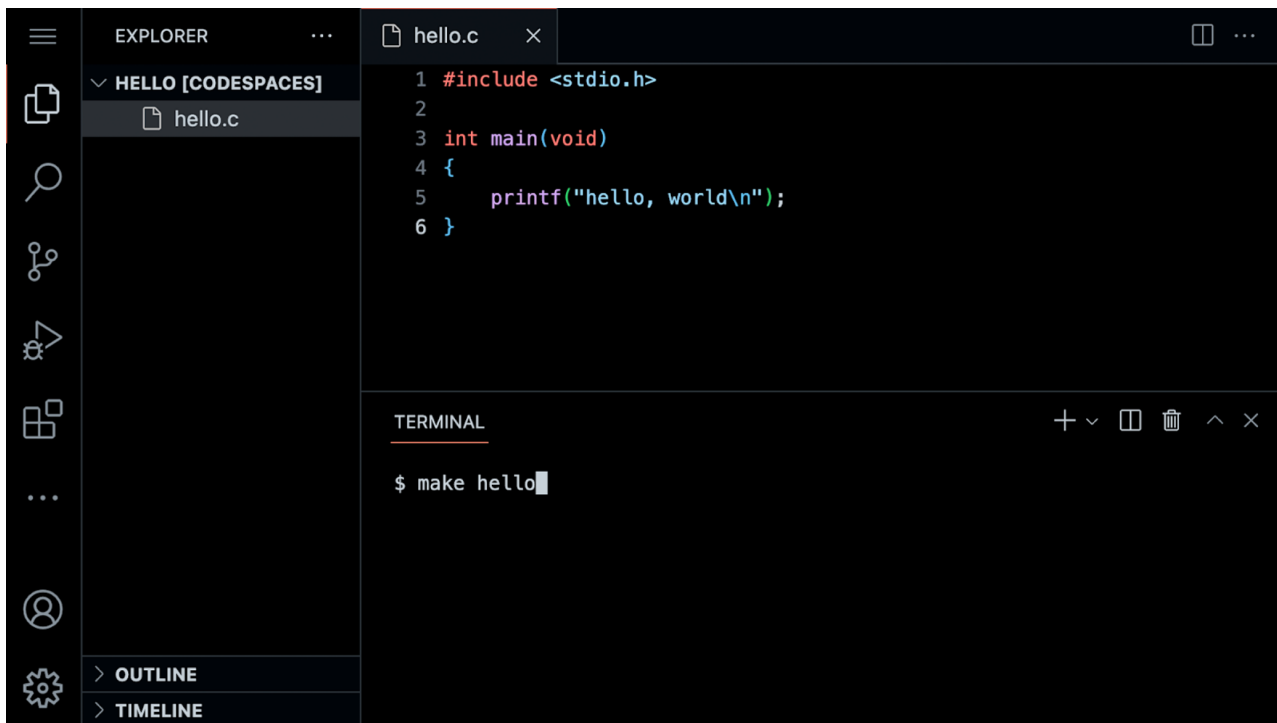 EXPLORER
HELLO [CODESPACES]
hello.c
OUTLINE
TIMELINE
hello.c
1 #include <stdio.h>
2
3 int main(void)
4 {
5     printf("hello, world\n");
6 }
TERMINAL
$ make hello